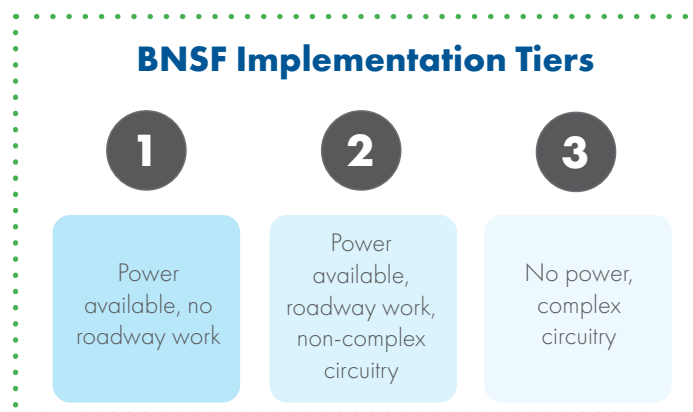 BNSF Implementation Tiers
1
2
3
Power
available, no
roadway work
Power
available,
roadway work,
non-complex
circuitry
No power,
complex
circuitry